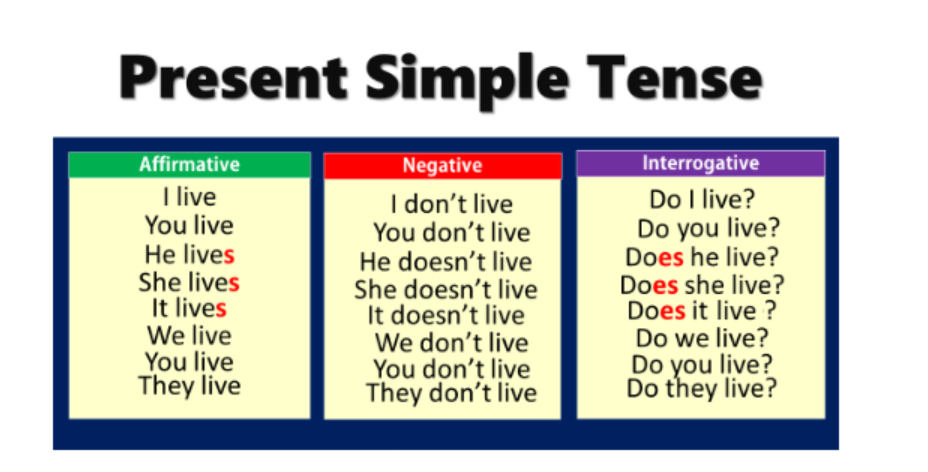 Present Simple Tense
Affirmative
I live
You live
He lives
She lives
It lives
We live
You live
They live
Negative
I don't live
You don't live
He doesn't live
She doesn't live
It doesn't live
We don't live
You don't live
They don't live
Interrogative
Do I live?
Do you live?
Does he live?
Does she live?
Does it live ?
Do we live?
Do you live?
Do they live?